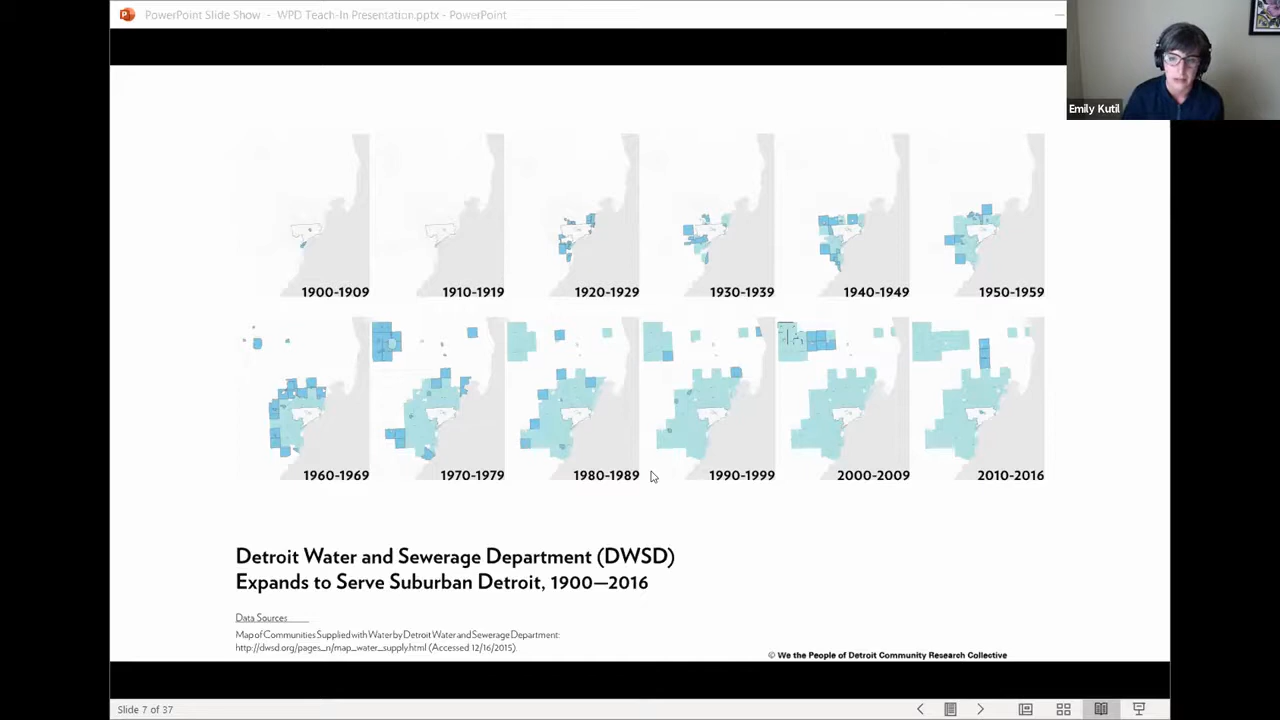 PowerPoint Slide Show - WPD Teach-In Presentation.pptx - PowerPoint
Emily Kutil
1900-1909
1910-1919
1920-1929
1930-1939
1940-1949
1950-1959
1960-1969
1970-1979
1980-1989
1990-1999
2000-2009
2010-2016
Detroit Water and Sewerage Department (DWSD)
Expands to Serve Suburban Detroit, 1900—2016
Data Sources
Map of Communities Supplied with Water by Detroit Water and Sewerage Department:
http://dwsd.org/pages_n/map_water_supply.html (Accessed 12/16/2015).
© We the People of Detroit Community Research Collective
Slide 7 of 37